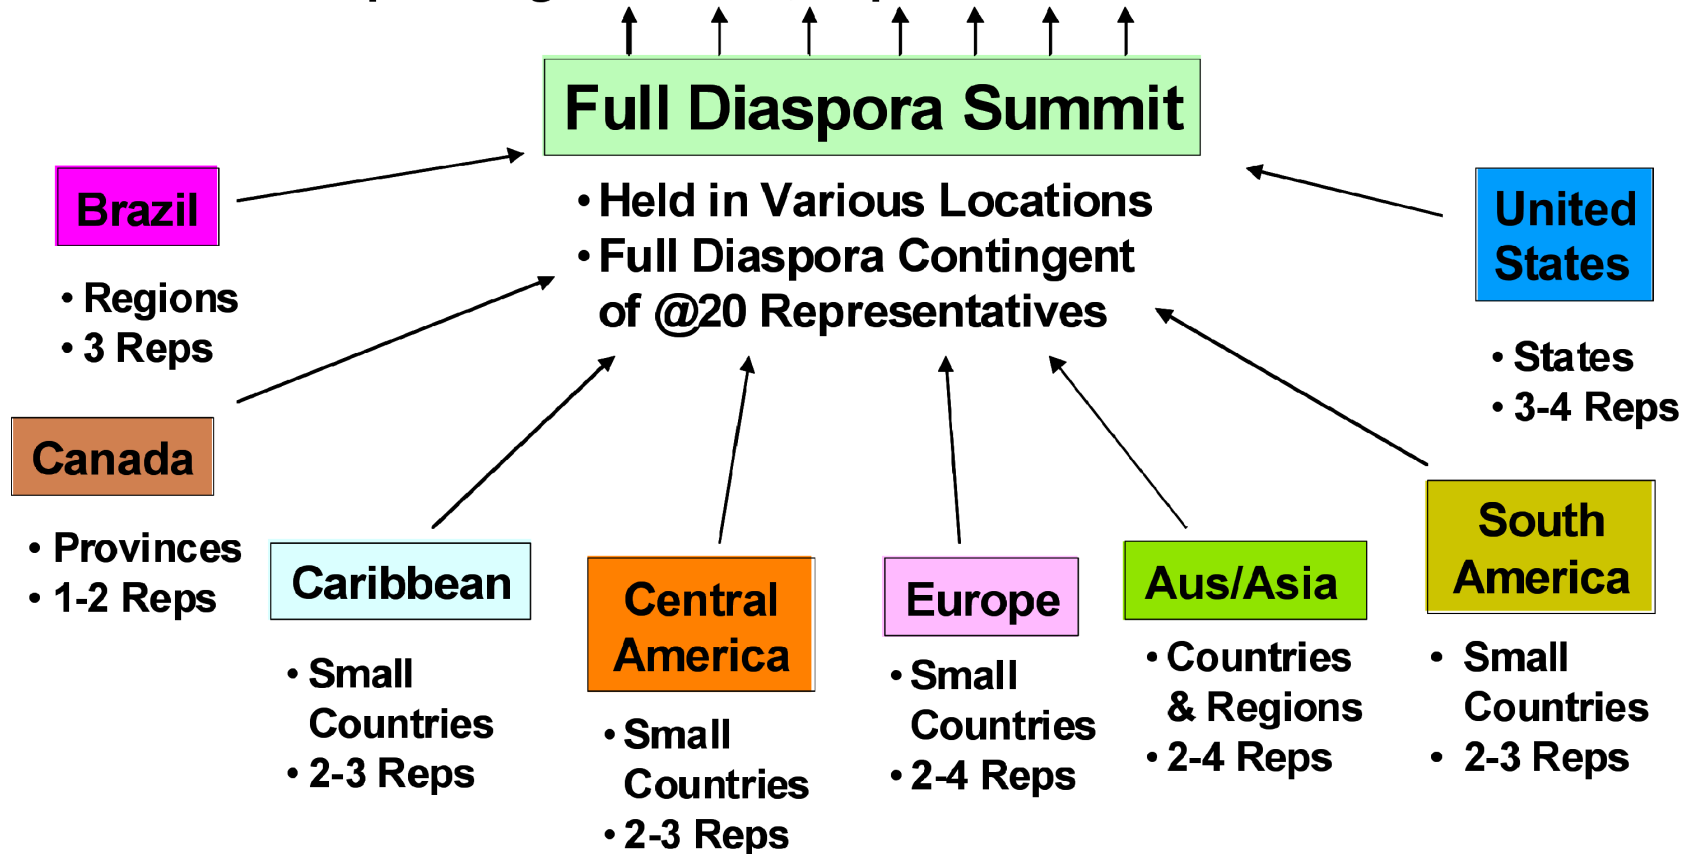 Full Diaspora Summit
• Held in Various Locations
• Full Diaspora Contingent
of @20 Representatives
Brazil
• Regions
• 3 Reps
Canada
• Provinces
• 1-2 Reps
Caribbean
• Small
Countries
• 2-3 Reps
Central
America
• Small
Countries
• 2-3 Reps
Europe
• Small
Countries
• 2-4 Reps
Aus/Asia
• Countries
& Regions
• 2-4 Reps
South
America
• Small
Countries
• 2-3 Reps
United
States
• States
• 3-4 Reps